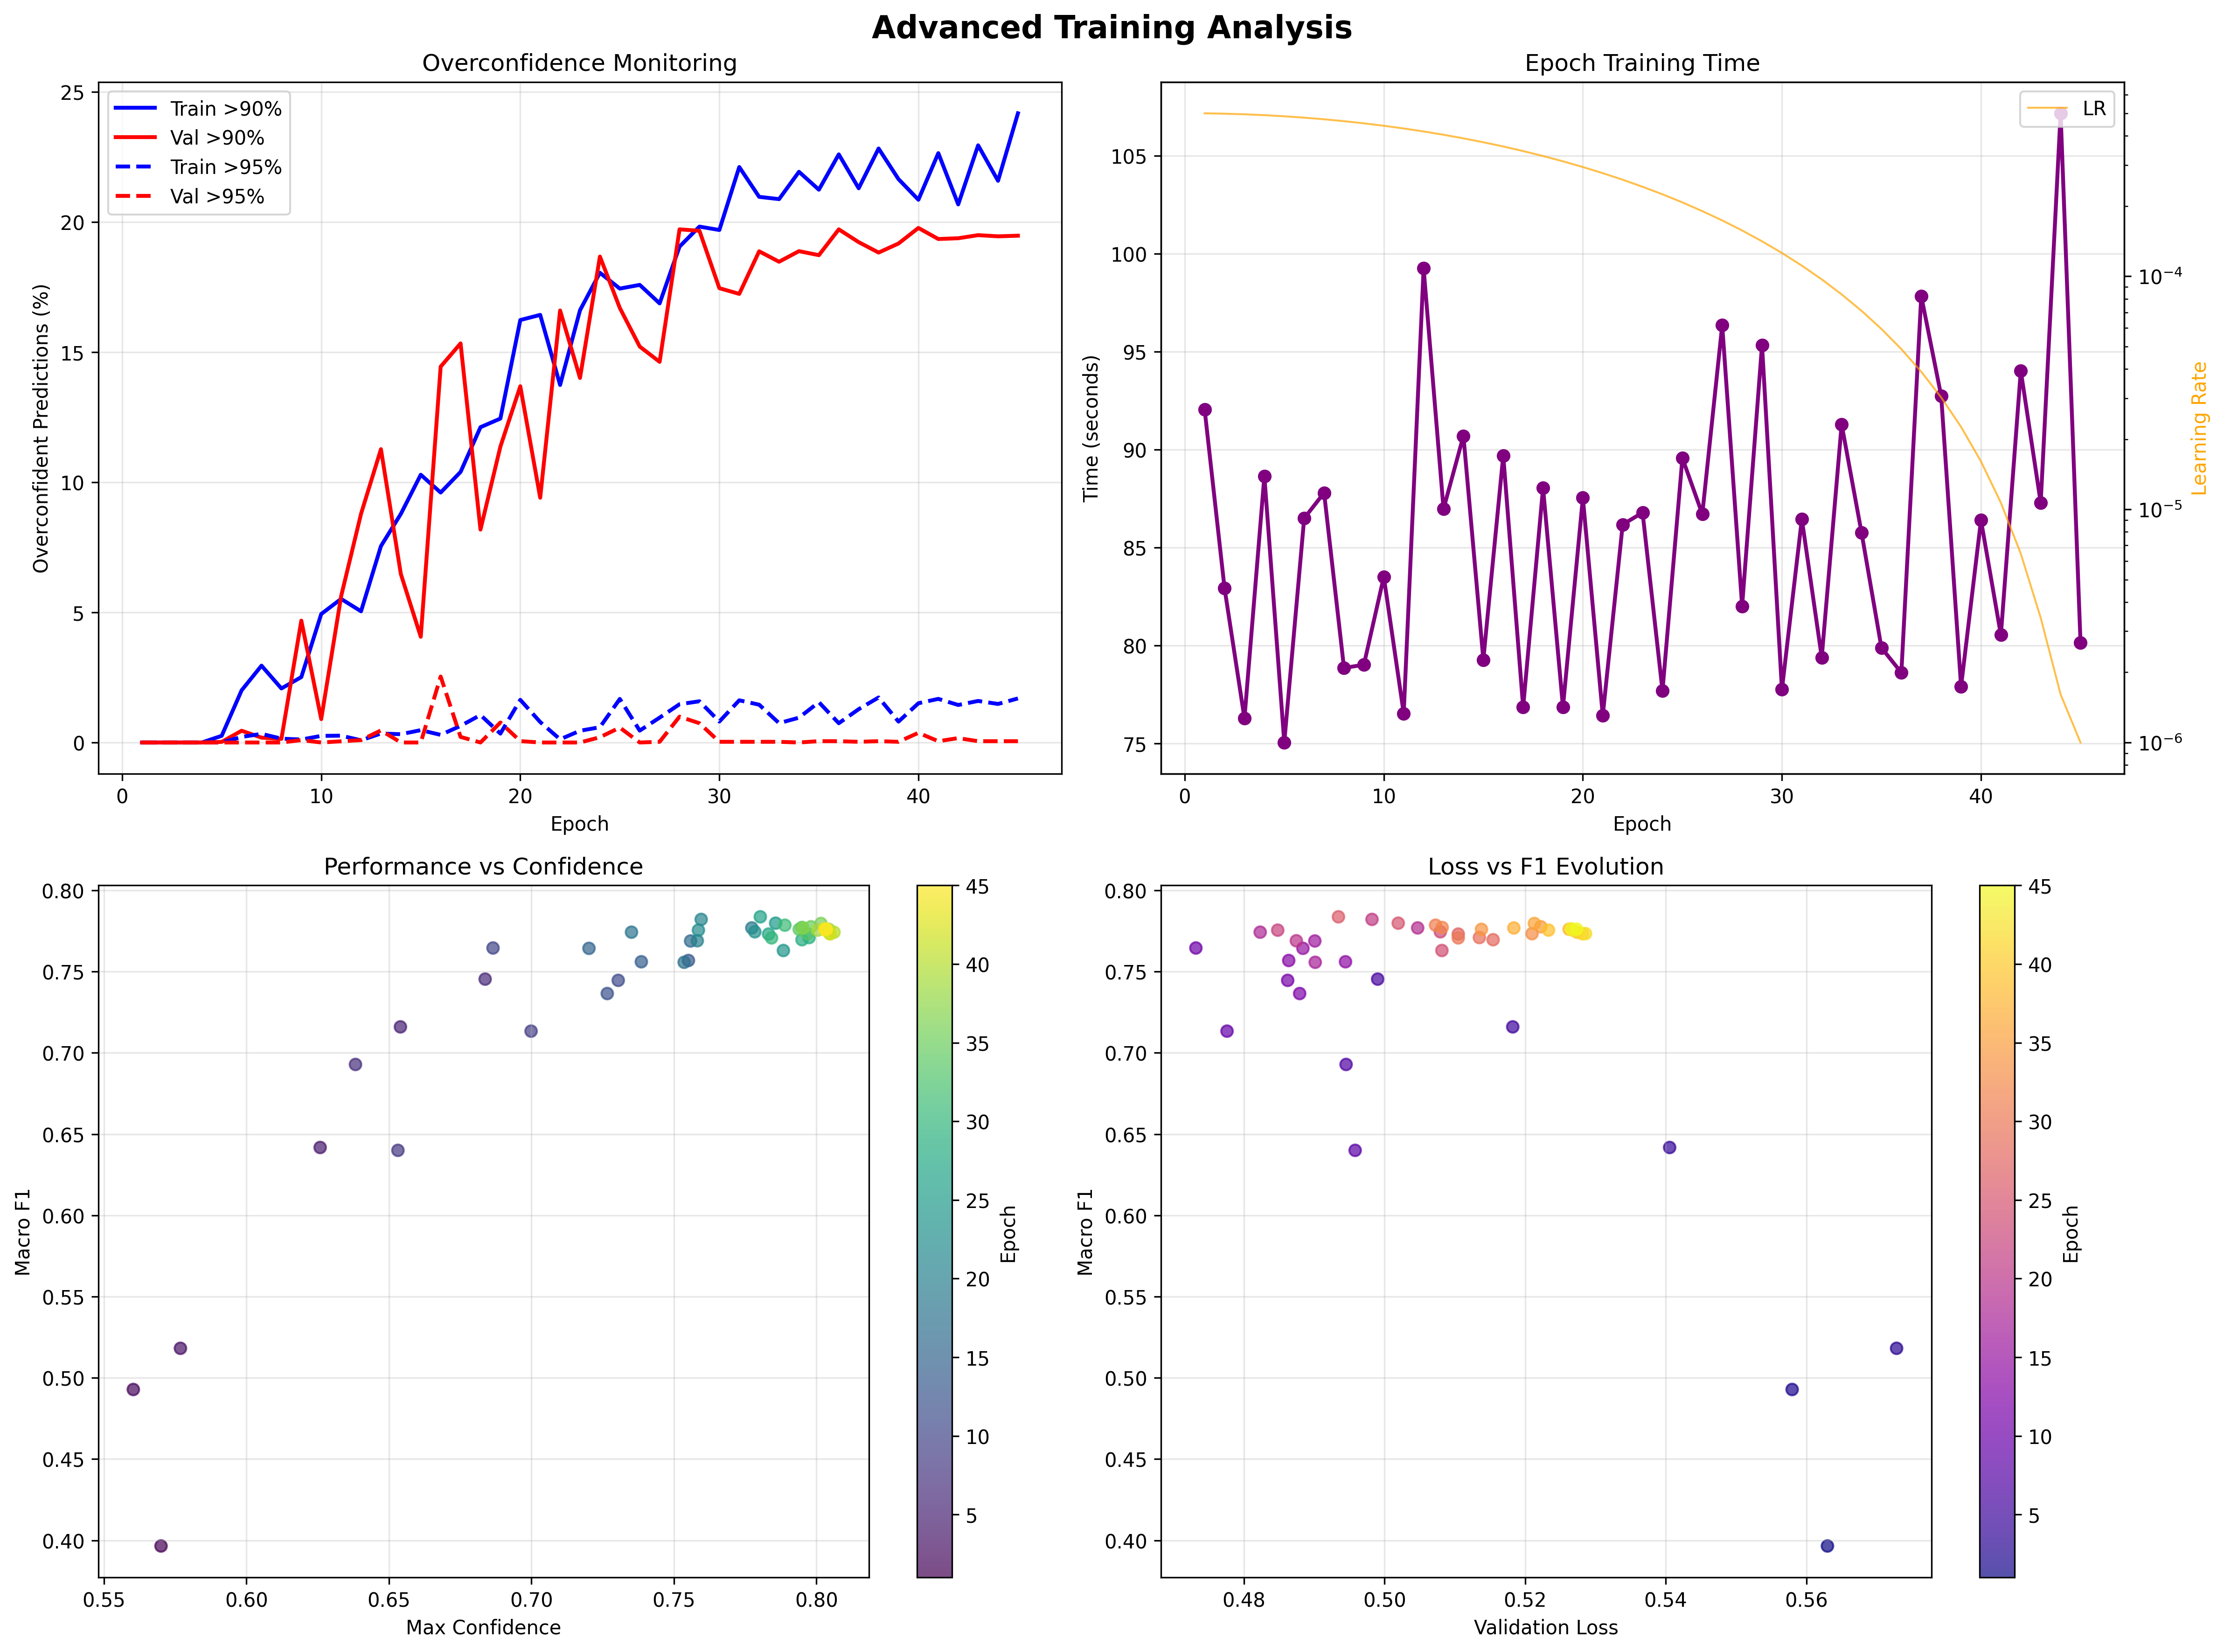 Advanced Training Analysis
Overconfidence Monitoring
Train >90%
Val >90%
Train >95%
Val >95%
Overconfident Predictions (%)
25
20
15
10
5
0
0 10 20 30 40
Epoch
Epoch Training Time
LR
Time (seconds)
105
100
95
90
85
80
75
10⁻⁴
10⁻⁵
10⁻⁶
Learning Rate
0 10 20 30 40
Epoch
Performance vs Confidence
Macro F1
0.80
0.75
0.70
0.65
0.60
0.55
0.50
0.45
0.40
0.55 0.60 0.65 0.70 0.75 0.80
Max Confidence
45
40
35
30
25
20
15
10
5
Epoch
Loss vs F1 Evolution
Macro F1
0.80
0.75
0.70
0.65
0.60
0.55
0.50
0.45
0.40
0.48 0.50 0.52 0.54 0.56
Validation Loss
45
40
35
30
25
20
15
10
5
Epoch